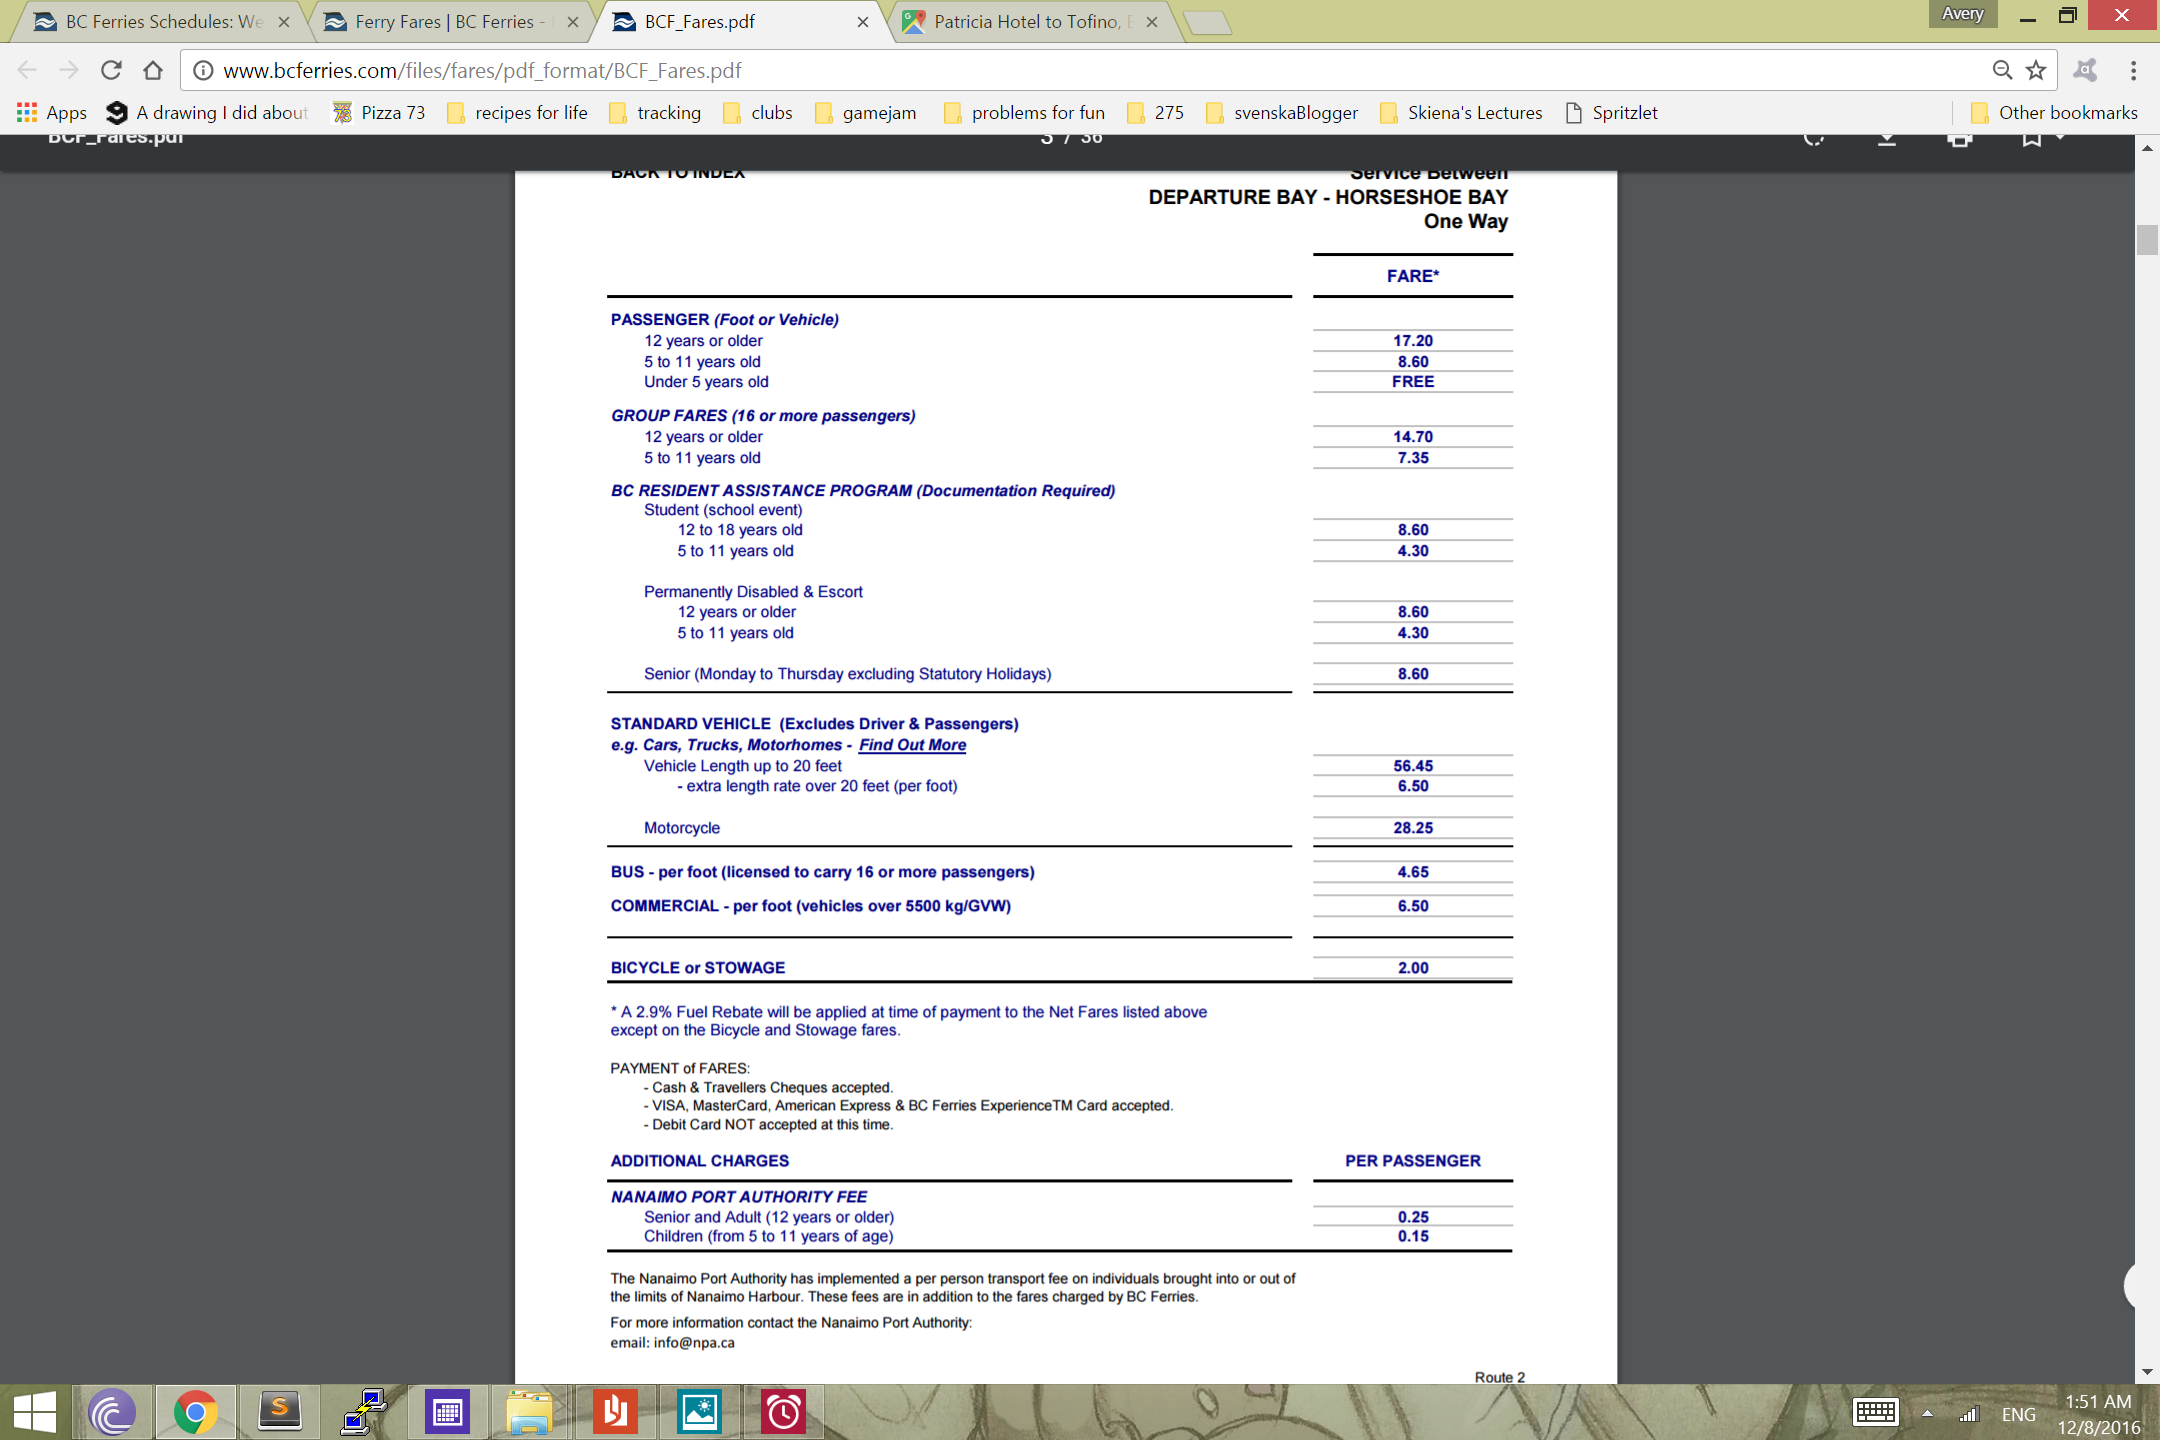 BC Ferries Schedules: We
Ferry Fares | BC Ferries -
BCF_Fares.pdf
Patricia Hotel to Tofino,
Avery
www.bcferries.com/files/fares/pdf_format/BCF_Fares.pdf
Apps
A drawing I did about
Pizza 73
recipes for life
tracking
clubs
gamejam
problems for fun
275
svenskaBlogger
Skiena's Lectures
Spritzlet
Other bookmarks
BCF_Fares.pdf
3 / 36
BACK TO INDEX
Service Between
DEPARTURE BAY - HORSESHOE BAY
One Way
FARE*
PASSENGER (Foot or Vehicle)
12 years or older 17.20
5 to 11 years old 8.60
Under 5 years old FREE
GROUP FARES (16 or more passengers)
12 years or older 14.70
5 to 11 years old 7.35
BC RESIDENT ASSISTANCE PROGRAM (Documentation Required)
Student (school event)
12 to 18 years old 8.60
5 to 11 years old 4.30
Permanently Disabled & Escort
12 years or older 8.60
5 to 11 years old 4.30
Senior (Monday to Thursday excluding Statutory Holidays) 8.60
STANDARD VEHICLE (Excludes Driver & Passengers)
e.g. Cars, Trucks, Motorhomes - Find Out More
Vehicle Length up to 20 feet 56.45
- extra length rate over 20 feet (per foot) 6.50
Motorcycle 28.25
BUS - per foot (licensed to carry 16 or more passengers) 4.65
COMMERCIAL - per foot (vehicles over 5500 kg/GVW) 6.50
BICYCLE or STOWAGE 2.00
* A 2.9% Fuel Rebate will be applied at time of payment to the Net Fares listed above
except on the Bicycle and Stowage fares.
PAYMENT of FARES:
- Cash & Travellers Cheques accepted.
- VISA, MasterCard, American Express & BC Ferries ExperienceTM Card accepted.
- Debit Card NOT accepted at this time.
ADDITIONAL CHARGES PER PASSENGER
NANAIMO PORT AUTHORITY FEE
Senior and Adult (12 years or older) 0.25
Children (from 5 to 11 years of age) 0.15
The Nanaimo Port Authority has implemented a per person transport fee on individuals brought into or out of
the limits of Nanaimo Harbour. These fees are in addition to the fares charged by BC Ferries.
For more information contact the Nanaimo Port Authority:
email: info@npa.ca
Route 2
ENG
1:51 AM
12/8/2016